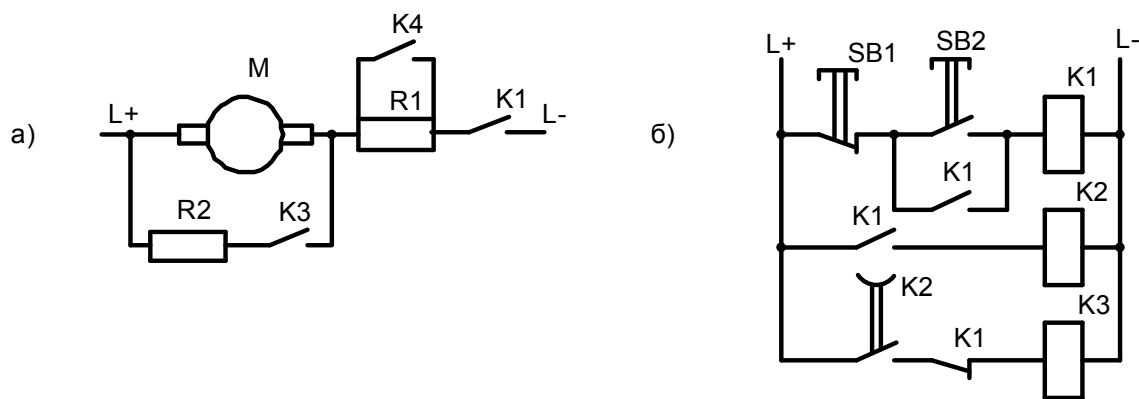 а)
L+
M
K4
R1
K1
L-
R2
K3
б)
L+
SB1
SB2
K1
L-
K1
K1
K2
K2
K1
K3